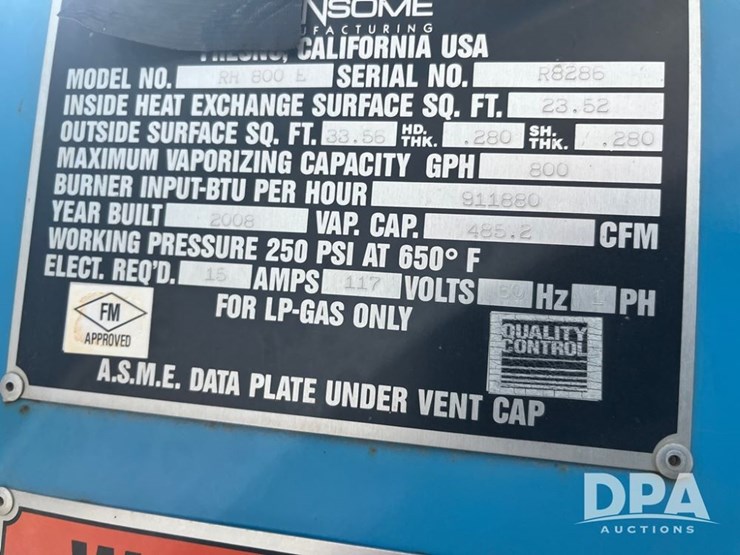 NSOME
UFACTURING
FRESNO, CALIFORNIA USA
MODEL NO. RH 800 E SERIAL NO. R8286
INSIDE HEAT EXCHANGE SURFACE SQ. FT. 23.52
OUTSIDE SURFACE SQ. FT. 33.56 HD. THK. .280 SH. THK. .280
MAXIMUM VAPORIZING CAPACITY GPH 800
BURNER INPUT-BTU PER HOUR 911880
YEAR BUILT 2008 VAP. CAP. 485.2 CFM
WORKING PRESSURE 250 PSI AT 650° F
ELECT. REQ'D. 15 AMPS 117 VOLTS 60 Hz 1 PH
FOR LP-GAS ONLY
FM
APPROVED
QUALITY
CONTROL
A.S.M.E. DATA PLATE UNDER VENT CAP
DPA
AUCTIONS